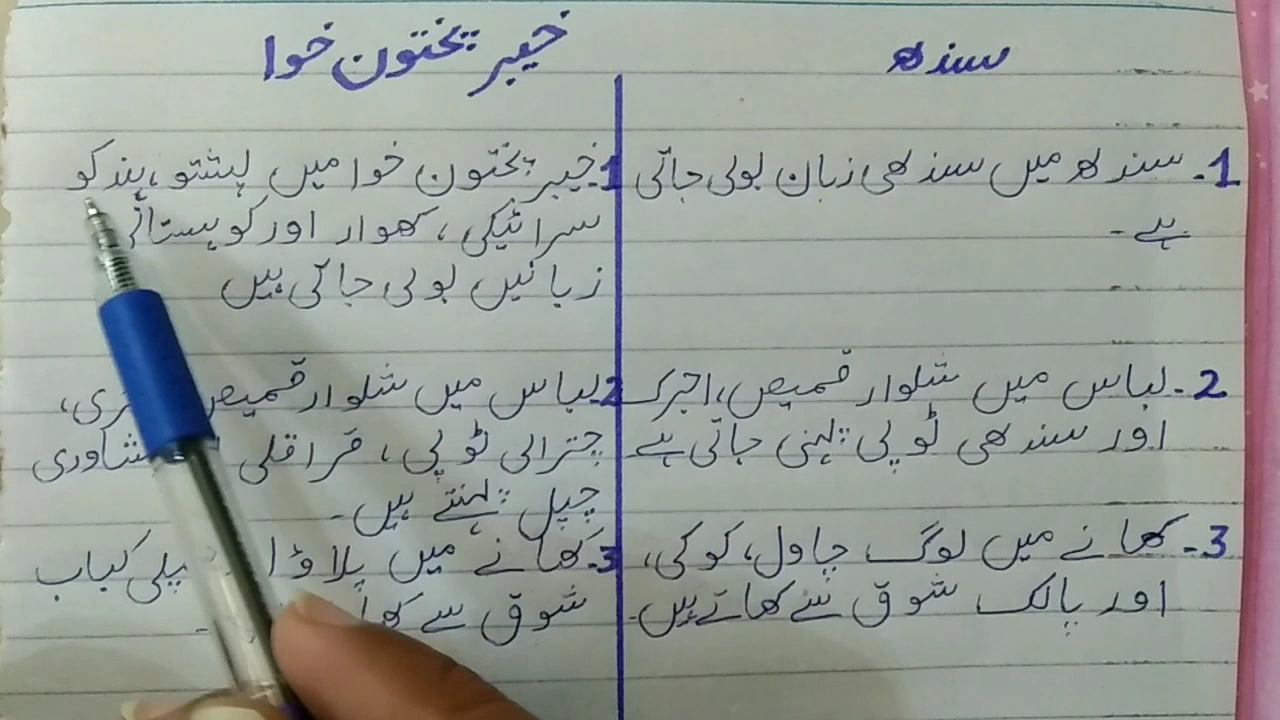 سندھ
1۔ سندھ میں سندھی زبان بولی جاتی
ہے۔
2۔ لباس میں شلوار قمیص، اجرک
اور سندھی ٹوپی پہنی جاتی ہے
3۔ کھانے میں لوگ چاول، کوکی،
اور پالک شوق سے کھاتے ہیں۔
خیبر پختون خوا
1۔ خیبر پختون خوا میں پشتو، ہندکو
سرائیکی، کھوار اور کوہستانی
زبانیں بولی جاتی ہیں
2۔ لباس میں شلوار قمیص
چترالی ٹوپی، قراقلی
چپل پہنتے ہیں۔
3۔ کھانے میں پلاؤ چپلی کباب
شوق سے